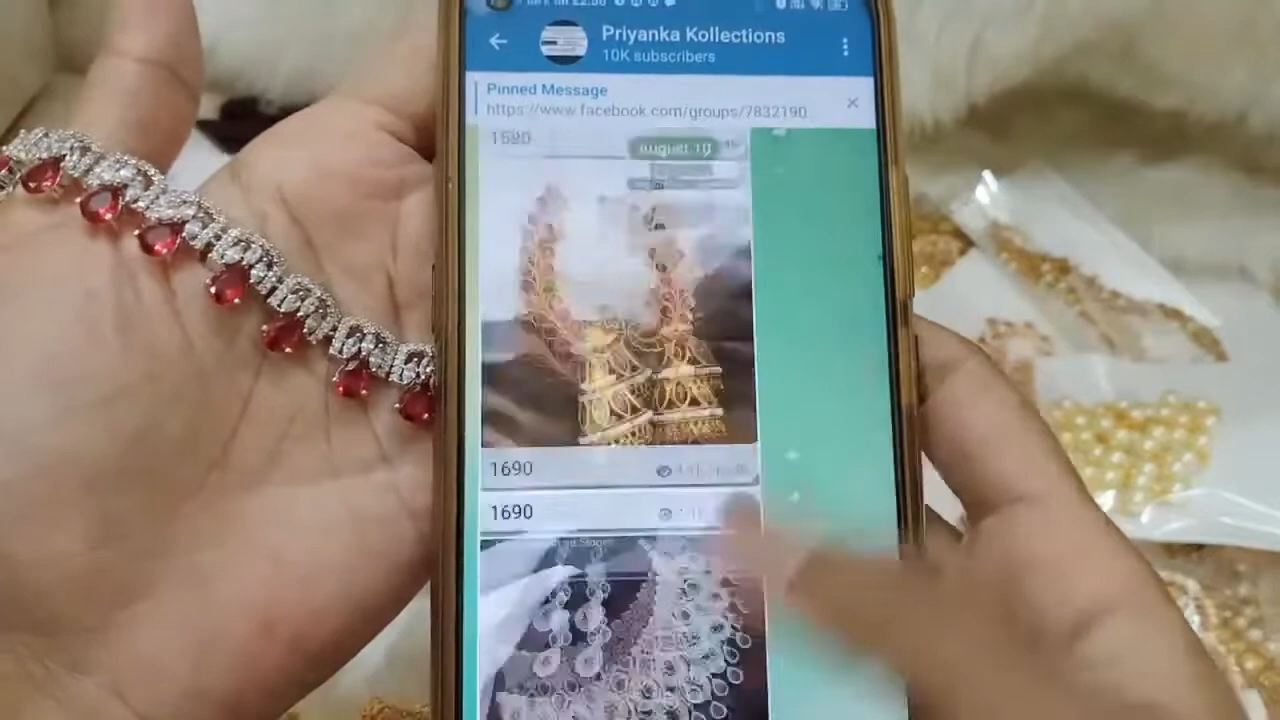 Priyanka Kollections
10K subscribers
Pinned Message
https://www.facebook.com/groups/7832190
1590
August 10
1690
1690